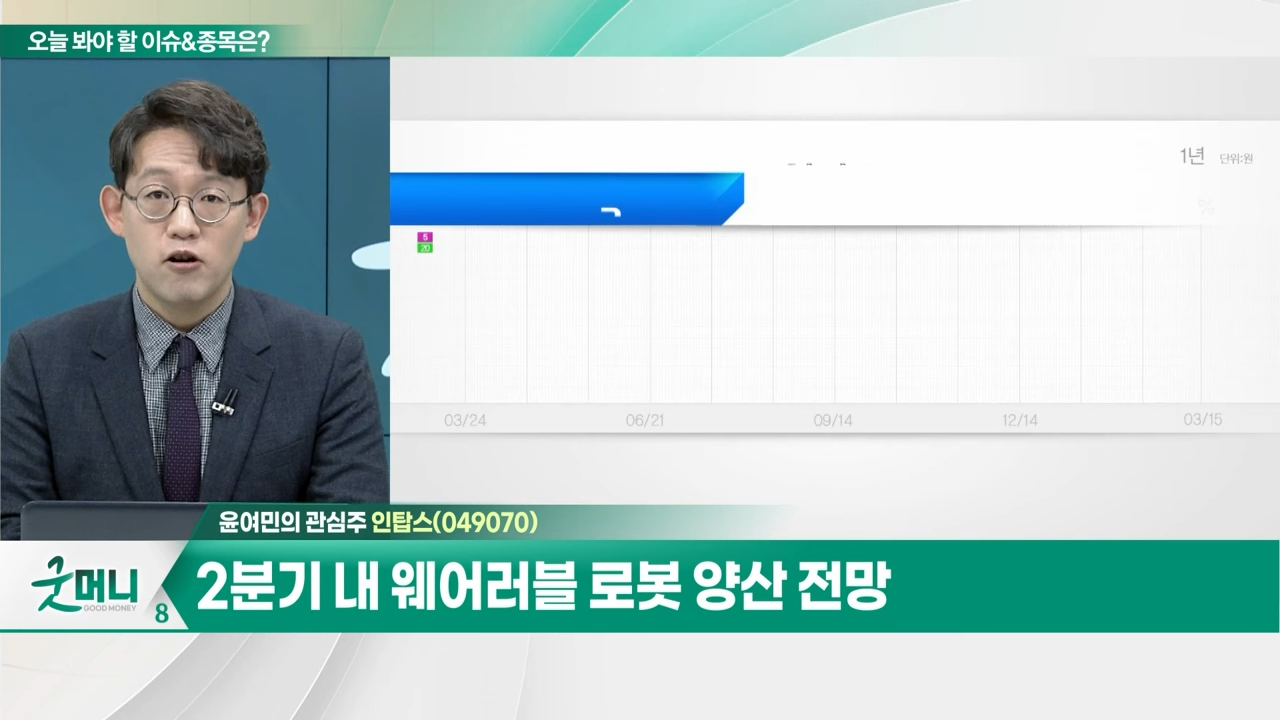 오늘 봐야 할 이슈&종목은?
1년 단위:원
%
5
20
03/24 06/21 09/14 12/14 03/15
윤여민의 관심주 인탑스(049070)
굿머니
GOOD MONEY
8
2분기 내 웨어러블 로봇 양산 전망